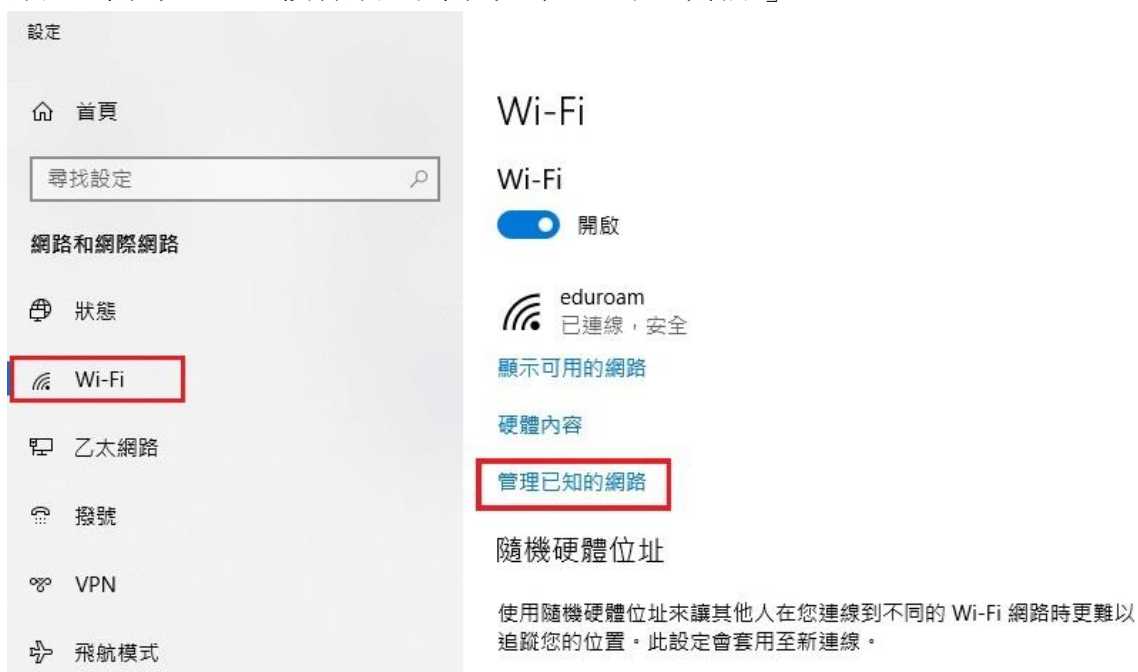 設定
首頁
尋找設定
網路和網際網路
狀態
Wi-Fi
乙太網路
撥號
VPN
飛航模式
Wi-Fi
Wi-Fi
開啟
eduroam
已連線，安全
顯示可用的網路
硬體內容
管理已知的網路
隨機硬體位址
使用隨機硬體位址來讓其他人在您連線到不同的 Wi-Fi 網路時更難以
追蹤您的位置。此設定會套用至新連線。